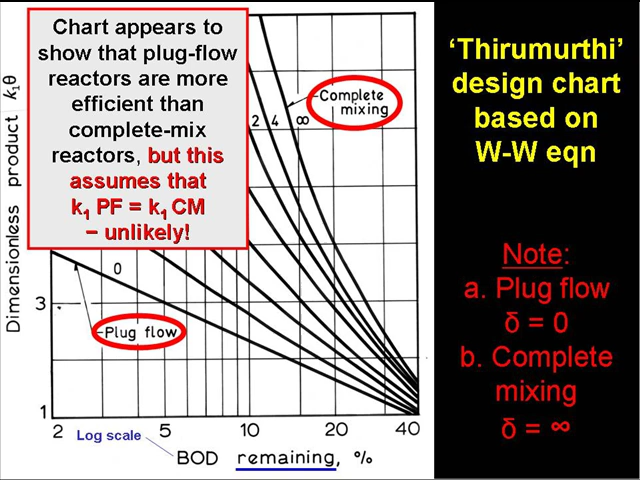 Chart appears to
show that plug-flow
reactors are more
efficient than
complete-mix
reactors, but this
assumes that
k₁ PF = k₁ CM
– unlikely!
Dimensionless product k₁θ
Complete
mixing
2 4 ∞
0
Plug flow
3
1
2 5 10 20 40
Log scale
BOD remaining, %
‘Thirumurthi’
design chart
based on
W-W eqn
Note:
a. Plug flow
δ = 0
b. Complete
mixing
δ = ∞